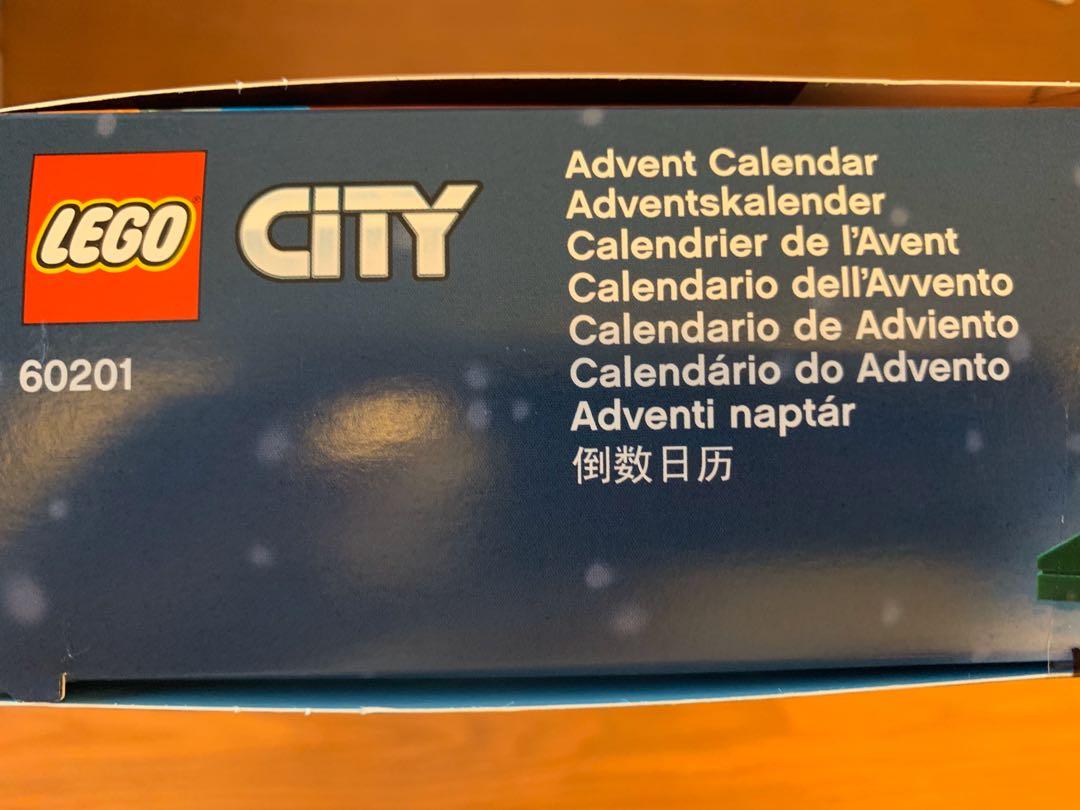 LEGO
CITY
60201
Advent Calendar
Adventskalender
Calendrier de l'Avent
Calendario dell'Avvento
Calendario de Adviento
Calendário do Advento
Adventi naptár
倒数日历